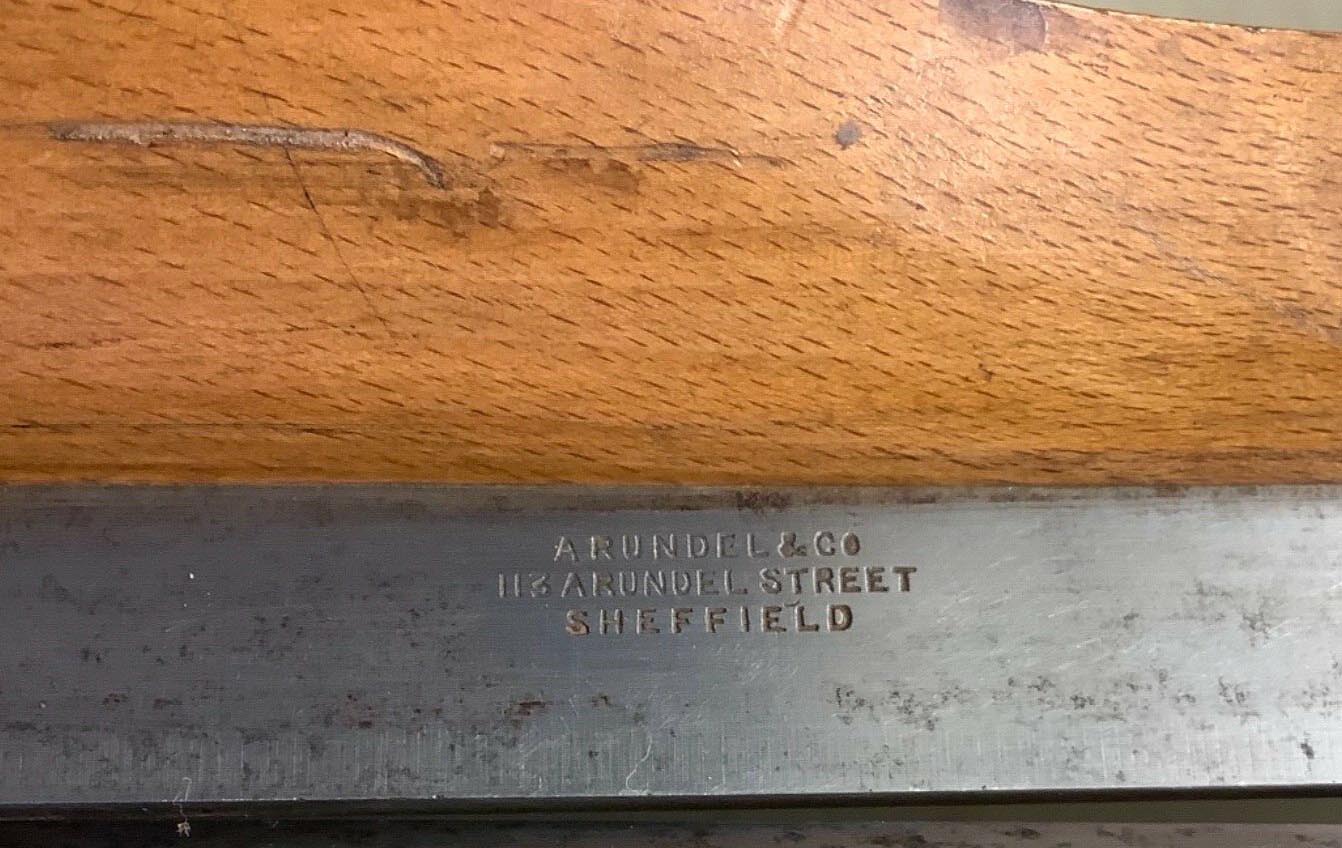 ARUNDEL & CO
113 ARUNDEL STREET
SHEFFIELD